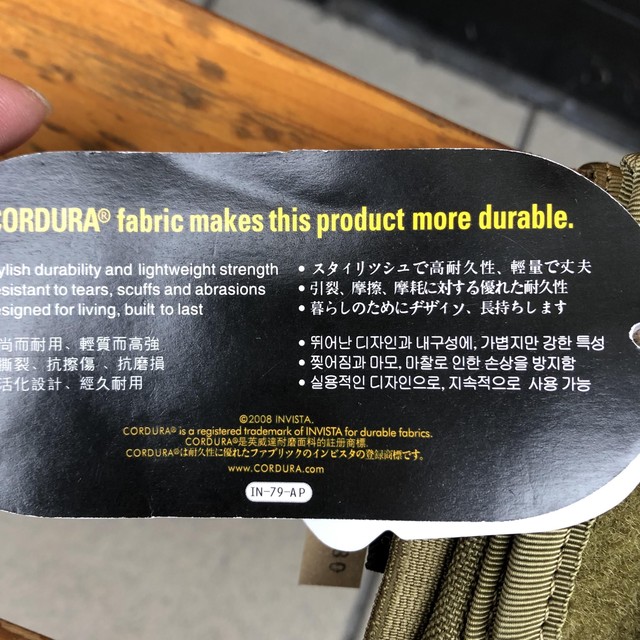 CORDURA® fabric makes this product more durable.
ylish durability and lightweight strength
esistant to tears, scuffs and abrasions
esigned for living, built to last
尚而耐用、輕質而高強
撕裂、抗擦傷、抗磨損
活化設計、經久耐用
• スタイリッシュで高耐久性、軽量で丈夫
• 引裂、摩擦、摩耗に対する優れた耐久性
• 暮らしのためにデザイン、長持ちします
• 뛰어난 디자인과 내구성에, 가볍지만 강한 특성
• 찢어짐과 마모, 마찰로 인한 손상을 방지함
• 실용적인 디자인으로, 지속적으로 사용 가능
©2008 INVISTA.
CORDURA® is a registered trademark of INVISTA for durable fabrics.
CORDURA®是英威達耐磨面料的註冊商標.
CORDURA®は耐久性に優れたファブリックのインビスタの登録商標です。
www.CORDURA.com
IN-79-AP